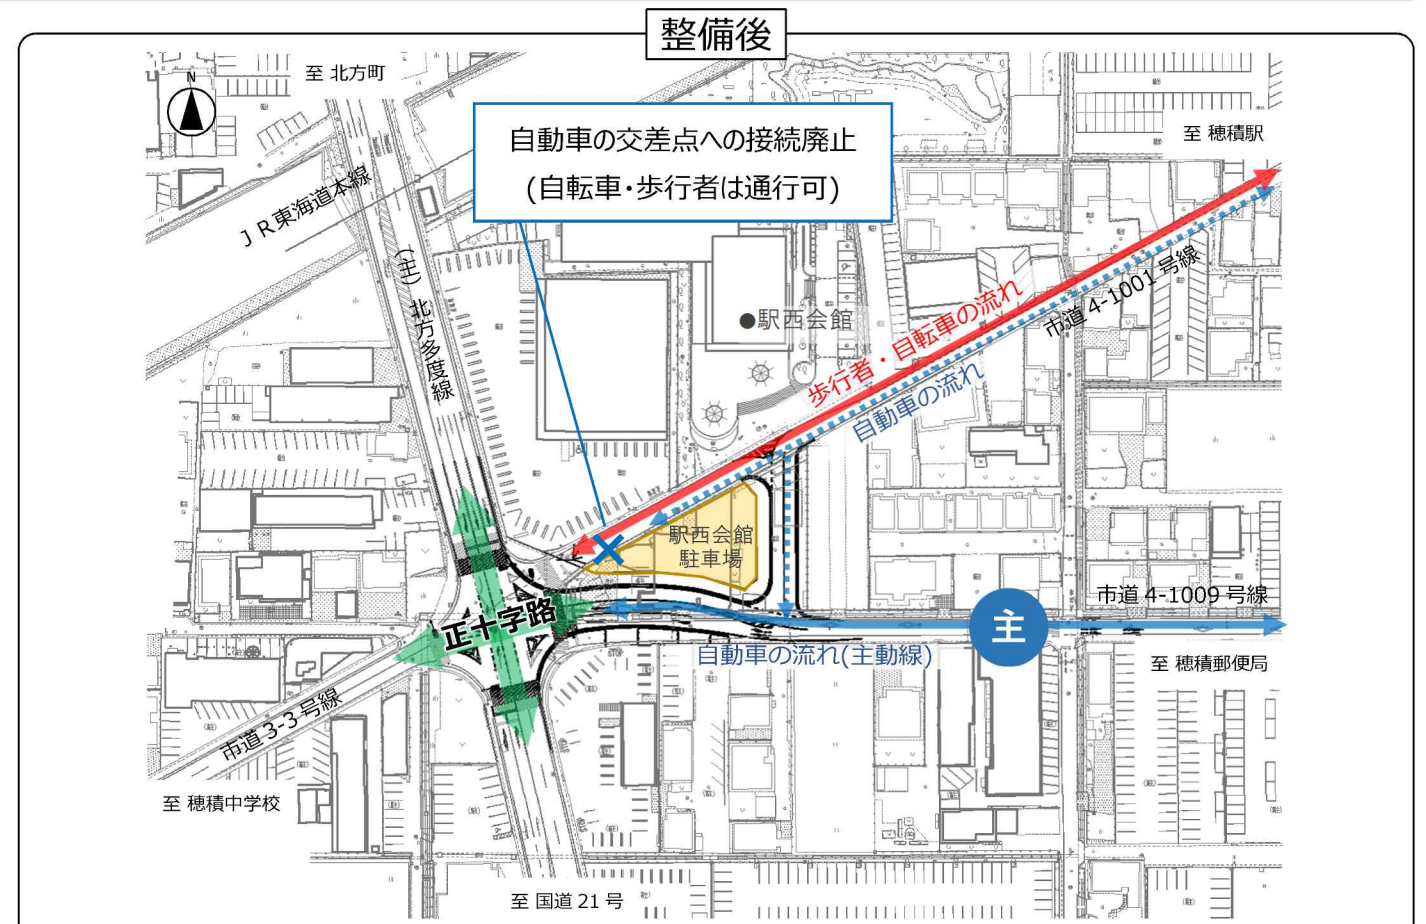 整備後
至 北方町
N
自動車の交差点への接続廃止
(自転車・歩行者は通行可)
至 穂積駅
ＪＲ東海道本線
(主) 北方多度線
●駅西会館
歩行者・自転車の流れ
市道 4-1001 号線
自動車の流れ
駅西会館
駐車場
正十字路
主
市道 4-1009 号線
自動車の流れ(主動線)
至 穂積郵便局
市道 3-3 号線
至 穂積中学校
至 国道 21 号